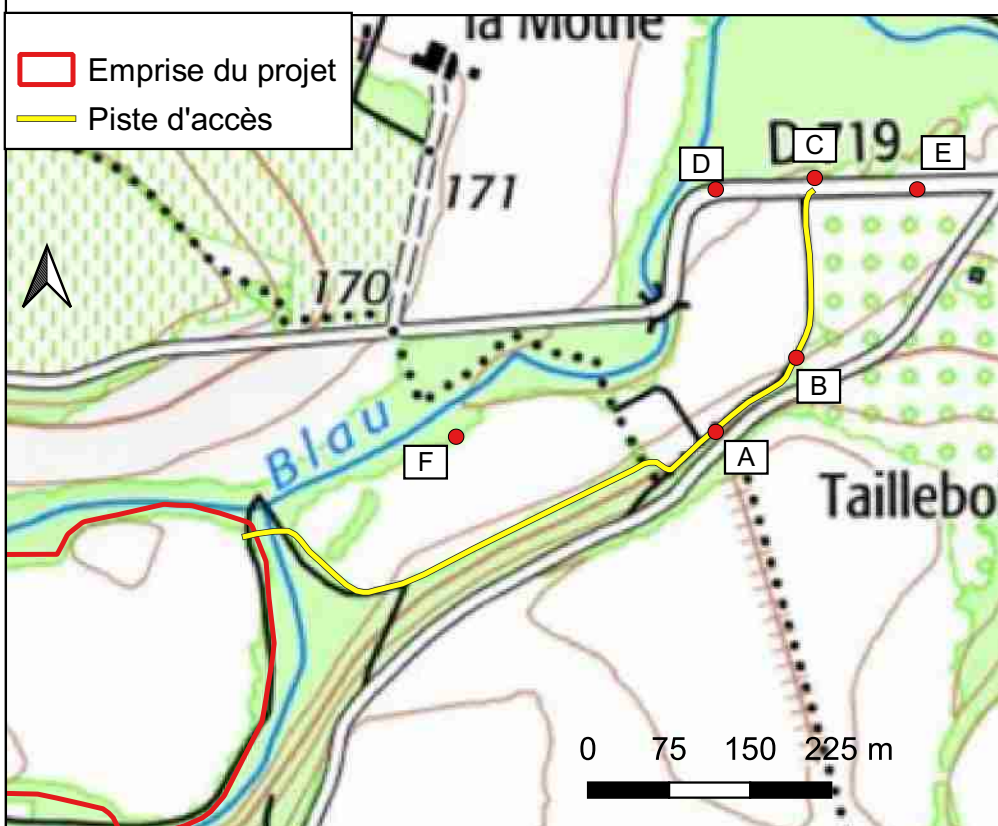 la Mothe
Emprise du projet
Piste d'accès
D 719
C
D
E
171
170
B
Blau
F
A
Taillebo
0 75 150 225 m